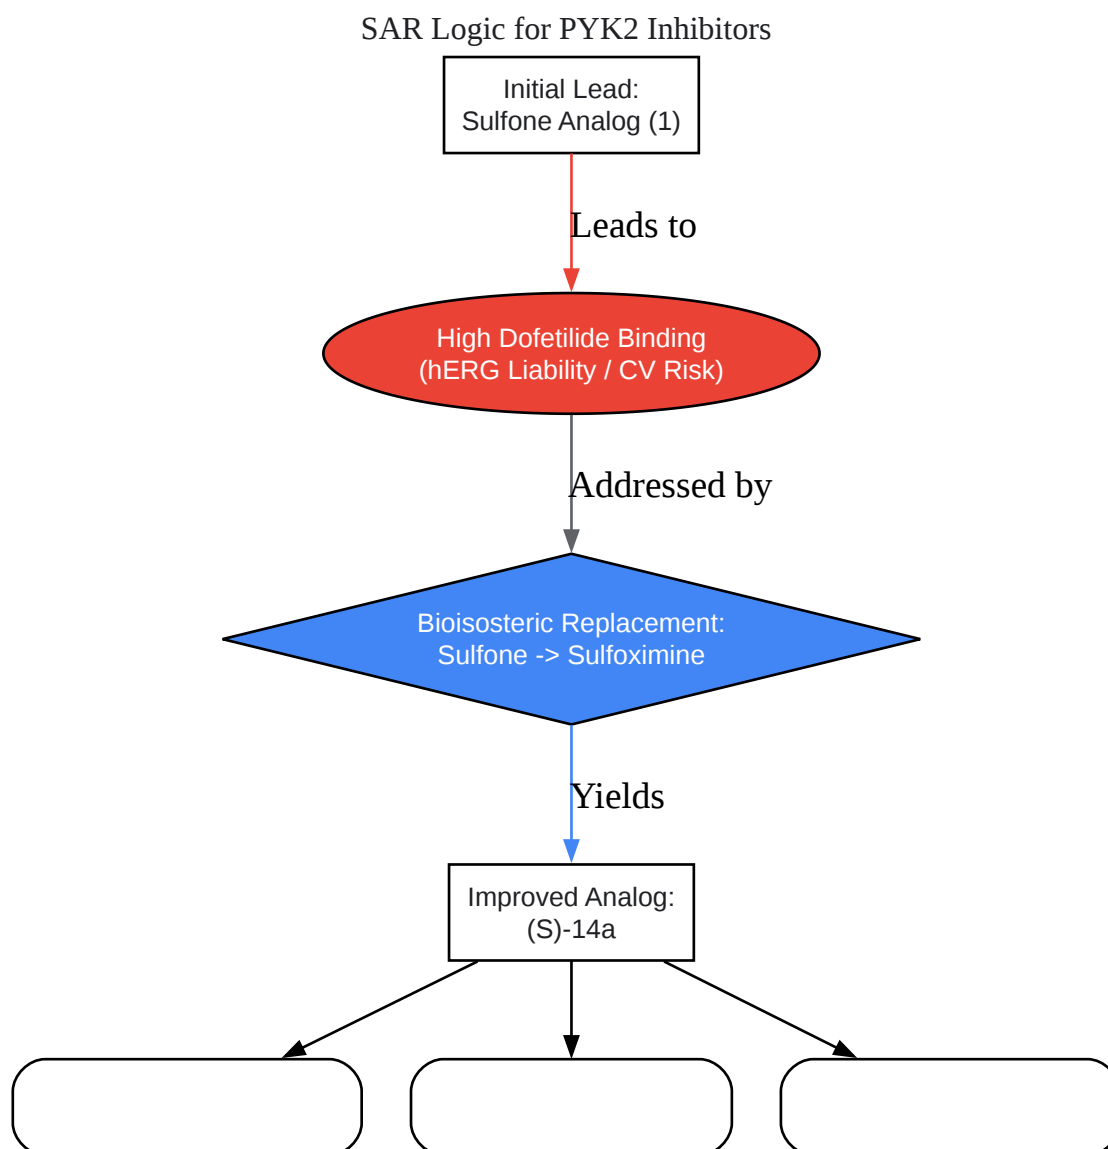 SAR Logic for PYK2 Inhibitors
Initial Lead:
Sulfone Analog (1)
Leads to
High Dofetilide Binding
(hERG Liability / CV Risk)
Addressed by
Bioisosteric Replacement:
Sulfone -> Sulfoximine
Yields
Improved Analog:
(S)-14a